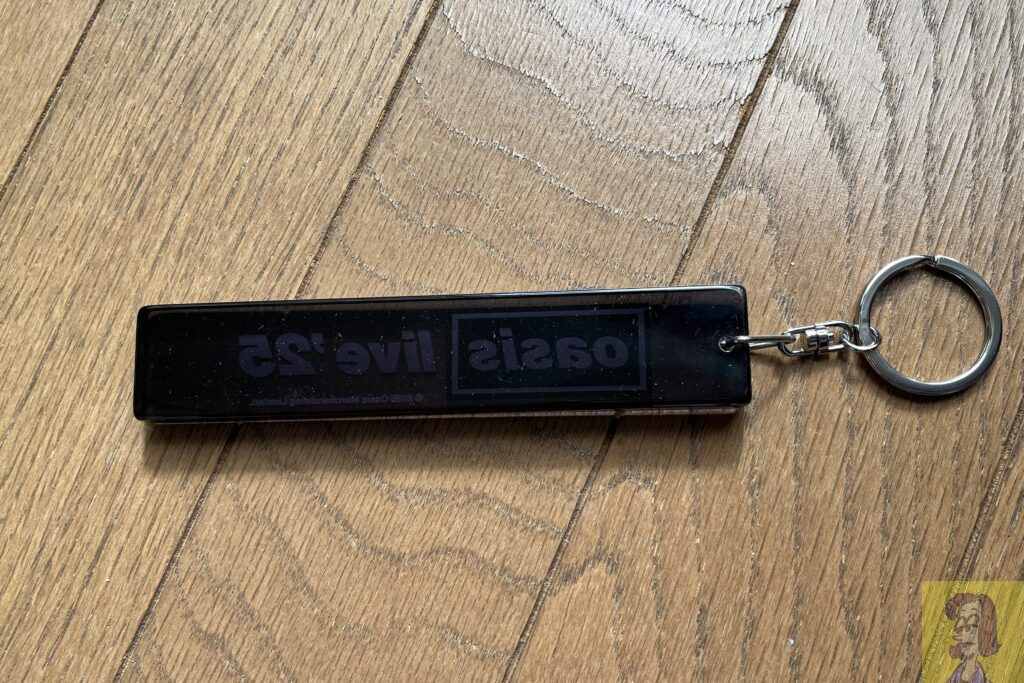 oasis live '25
© 2025 Oasis Merchandising Limited.